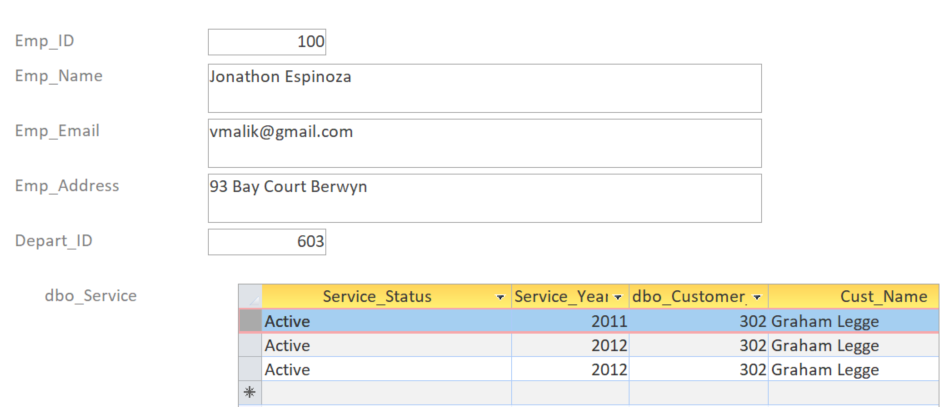 Emp_ID 100
Emp_Name Jonathon Espinoza
Emp_Email vmalik@gmail.com
Emp_Address 93 Bay Court Berwyn
Depart_ID 603
dbo_Service Service_Status Service_Year dbo_Customer_ Cust_Name
Active 2011 302 Graham Legge
Active 2012 302 Graham Legge
Active 2012 302 Graham Legge